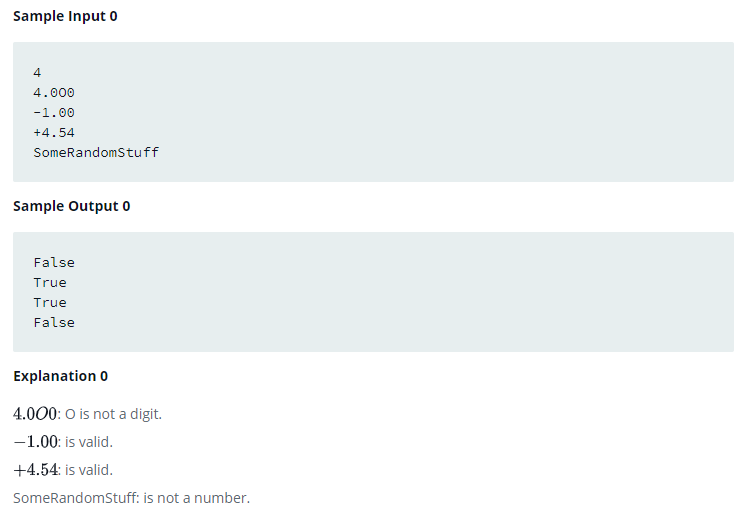 Sample Input 0
4
4.0O0
-1.00
+4.54
SomeRandomStuff
Sample Output 0
False
True
True
False
Explanation 0
4.0O0: O is not a digit.
−1.00: is valid.
+4.54: is valid.
SomeRandomStuff: is not a number.